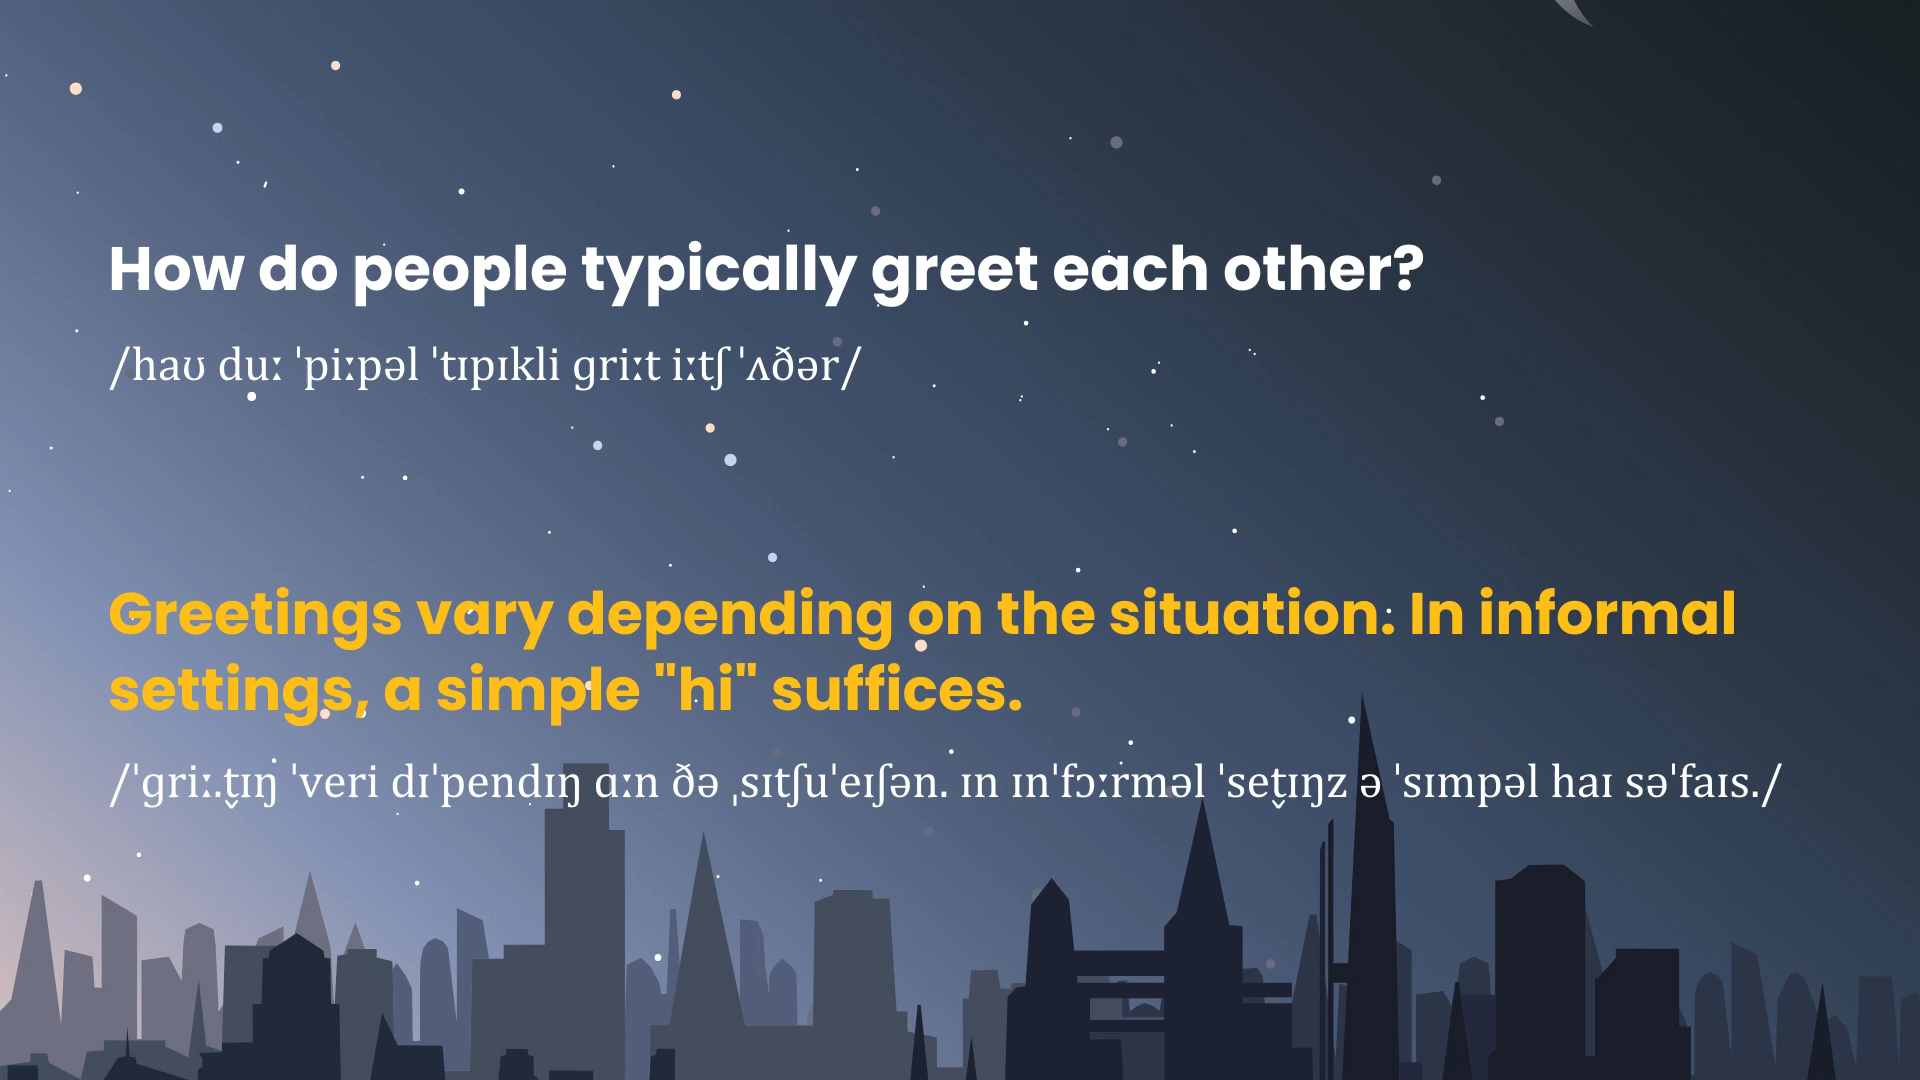 How do people typically greet each other?
/haʊ duː ˈpiːpəl ˈtɪpɪkli ɡriːt iːtʃ ˈʌðər/
Greetings vary depending on the situation: In informal
settings, a simple "hi" suffices.
/ˈɡriː.t̬ɪŋ ˈveri dɪˈpendɪŋ ɑːn ðə ˌsɪtʃuˈeɪʃən. ɪn ɪnˈfɔːrməl ˈset̬ɪŋz ə ˈsɪmpəl haɪ səˈfaɪs./